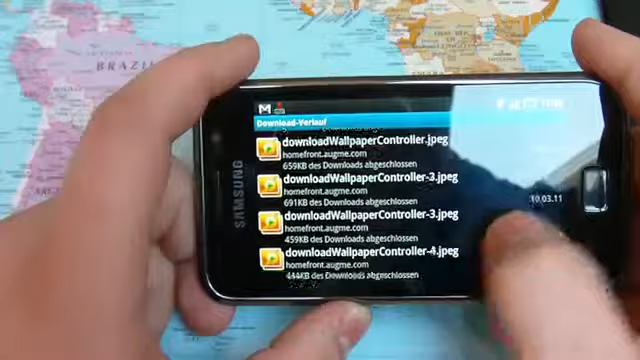 BRAZIL
SAMSUNG
Download-Verlauf
downloadWallpaperController.jpeg
homefront.augme.com
659KB des Downloads abgeschlossen
downloadWallpaperController-3.jpeg
homefront.augme.com
691KB des Downloads abgeschlossen
10.03.11
downloadWallpaperController-3.jpeg
homefront.augme.com
459KB des Downloads abgeschlossen
downloadWallpaperController-4.jpeg
homefront.augme.com
444KB des Downloads abgeschlossen